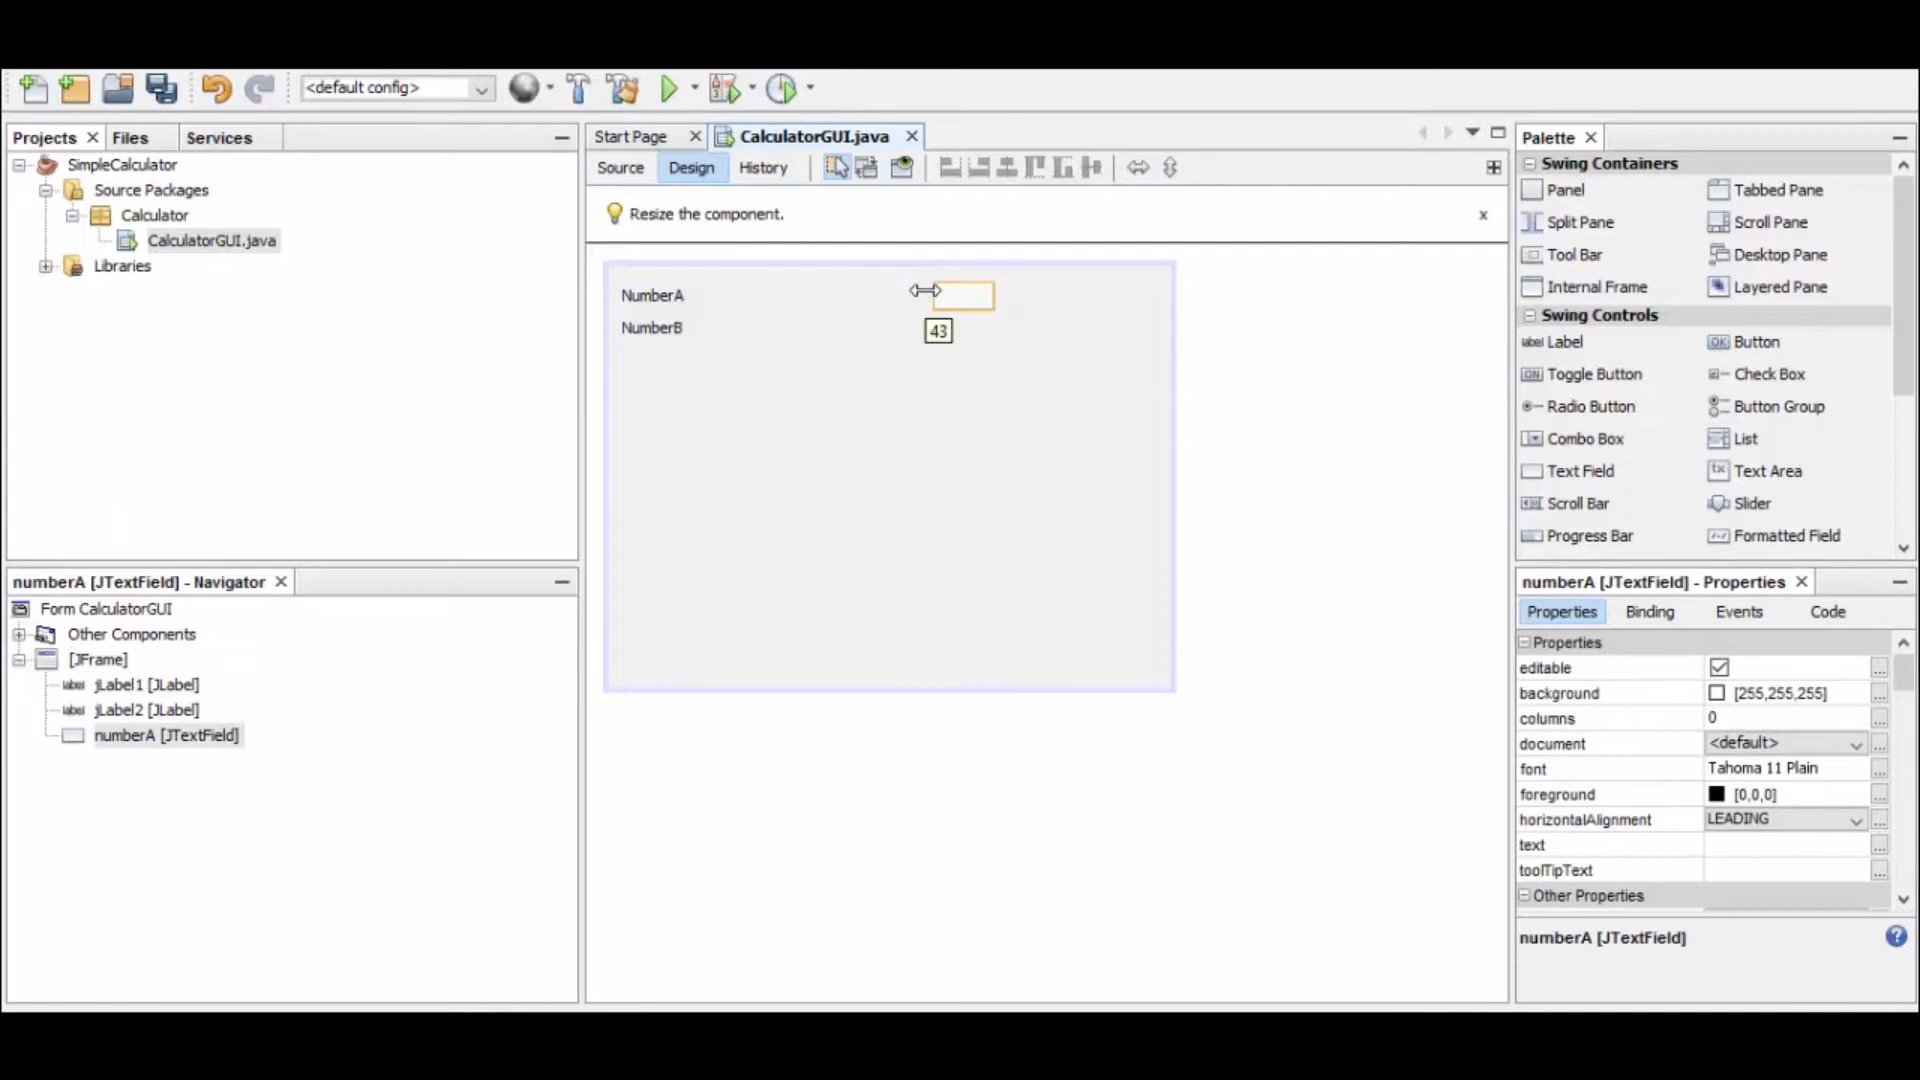 <default config>
Projects
Files
Services
SimpleCalculator
Source Packages
Calculator
CalculatorGUI.java
Libraries
numberA [JTextField] - Navigator
Form CalculatorGUI
Other Components
[JFrame]
label jLabel1 [JLabel]
label jLabel2 [JLabel]
numberA [JTextField]
Start Page
CalculatorGUI.java
Source Design History
Resize the component.
x
NumberA
NumberB
43
Palette
Swing Containers
Panel
Tabbed Pane
Split Pane
Scroll Pane
Tool Bar
Desktop Pane
Internal Frame
Layered Pane
Swing Controls
label Label
OK Button
ON Toggle Button
Check Box
Radio Button
Button Group
Combo Box
List
Text Field
Text Area
Scroll Bar
Slider
Progress Bar
Formatted Field
numberA [JTextField] - Properties
Properties Binding Events Code
Properties
editable ...
background [255,255,255] ...
columns 0 ...
document <default> ...
font Tahoma 11 Plain ...
foreground [0,0,0] ...
horizontalAlignment LEADING ...
text ...
toolTipText ...
Other Properties
numberA [JTextField]
?